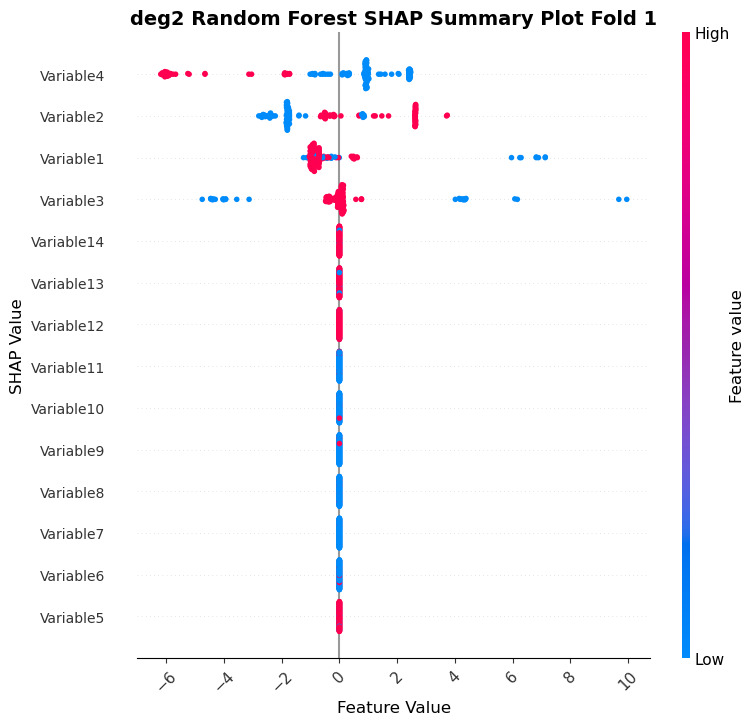 deg2 Random Forest SHAP Summary Plot Fold 1
High
Variable4
Variable2
Variable1
Variable3
Variable14
Variable13
Variable12
Variable11
Variable10
Variable9
Variable8
Variable7
Variable6
Variable5
SHAP Value
Feature value
Low
−6 −4 −2 0 2 4 6 8 10
Feature Value